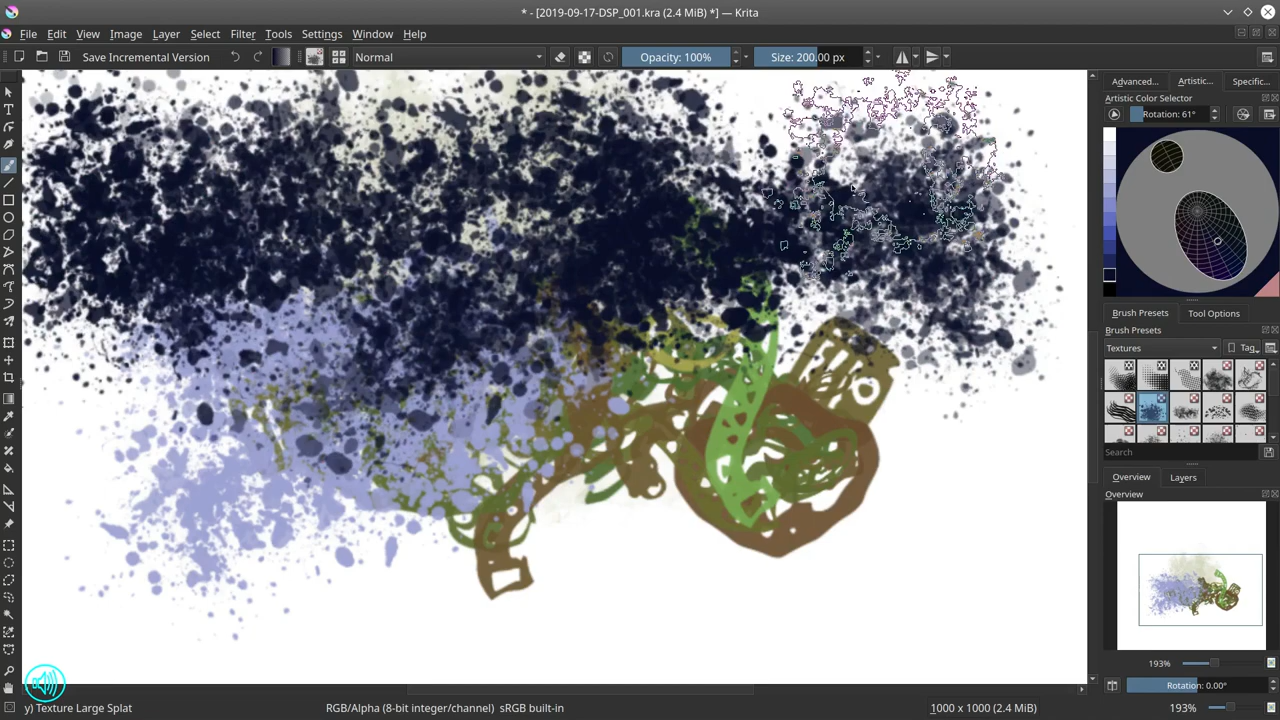 * - [2019-09-17-DSP_001.kra (2.4 MiB) *] — Krita
File Edit View Image Layer Select Filter Tools Settings Window Help
Save Incremental Version Normal Opacity: 100% Size: 200.00 px
Advanced... Artistic... Specific...
Artistic Color Selector
Rotation: 61°
Brush Presets Tool Options
Brush Presets
Textures Tag
Search
Overview Layers
Overview
193%
Rotation: 0.00°
y) Texture Large Splat RGB/Alpha (8-bit integer/channel) sRGB built-in 1000 x 1000 (2.4 MiB) 193%